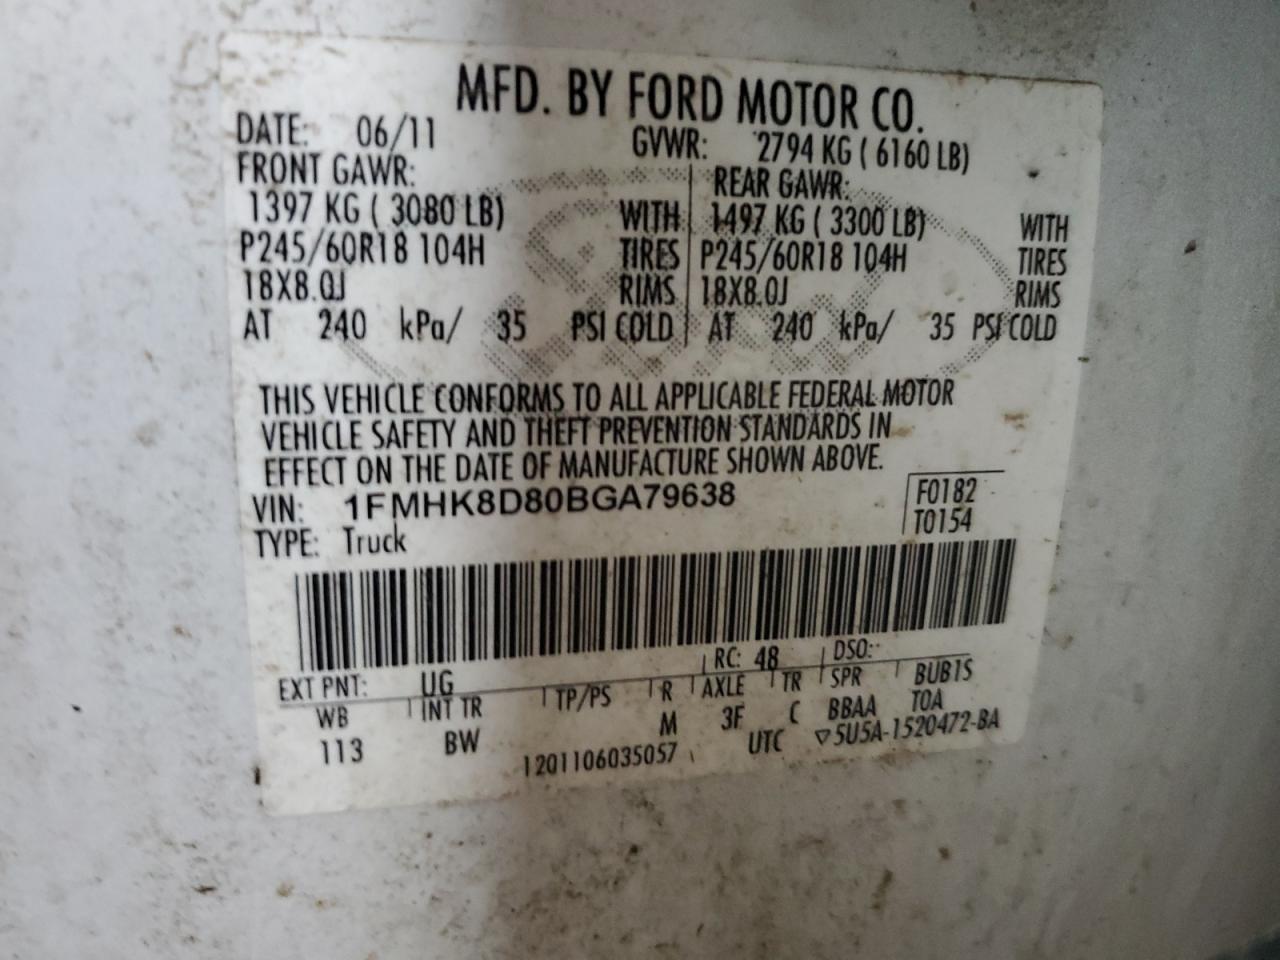 MFD. BY FORD MOTOR CO.
DATE: 06/11 GVWR: 2794 KG ( 6160 LB)
FRONT GAWR: REAR GAWR:
1397 KG ( 3080 LB) WITH 1497 KG ( 3300 LB) WITH
P245/60R18 104H TIRES P245/60R18 104H TIRES
18X8.0J RIMS 18X8.0J RIMS
AT 240 kPa/ 35 PSI COLD AT 240 kPa/ 35 PSI COLD
THIS VEHICLE CONFORMS TO ALL APPLICABLE FEDERAL MOTOR
VEHICLE SAFETY AND THEFT PREVENTION STANDARDS IN
EFFECT ON THE DATE OF MANUFACTURE SHOWN ABOVE.
VIN: 1FMHK8D80BGA79638 F0182
TYPE: Truck T0154
EXT PNT: UG RC: 48 DSO:
WB INT TR TP/PS R AXLE TR SPR BUB1S
113 BW M 3F C BBAA TOA
1201106035057 UTC ▽5U5A-1520472-BA